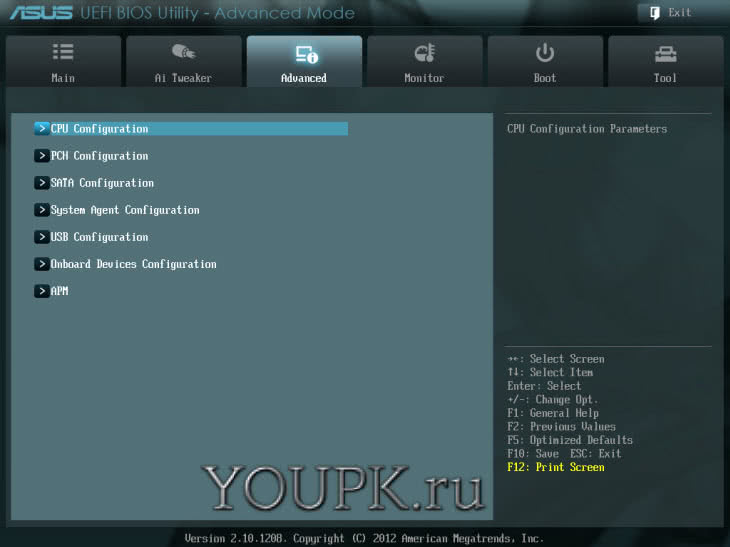 ASUS UEFI BIOS Utility - Advanced Mode
Exit
Main
Ai Tweaker
Advanced
Monitor
Boot
Tool
> CPU Configuration
> PCH Configuration
> SATA Configuration
> System Agent Configuration
> USB Configuration
> Onboard Devices Configuration
> APM
CPU Configuration Parameters
→←: Select Screen
↑↓: Select Item
Enter: Select
+/-: Change Opt.
F1: General Help
F2: Previous Values
F5: Optimized Defaults
F10: Save ESC: Exit
F12: Print Screen
YOUPK.ru
Version 2.10.1208. Copyright (C) 2012 American Megatrends, Inc.